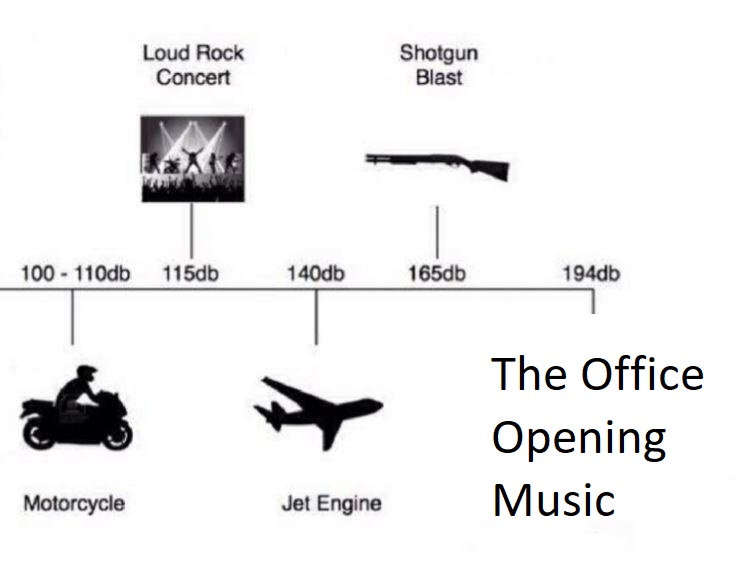 Loud Rock
Concert
Shotgun
Blast
100 - 110db
115db
140db
165db
194db
Motorcycle
Jet Engine
The Office
Opening
Music